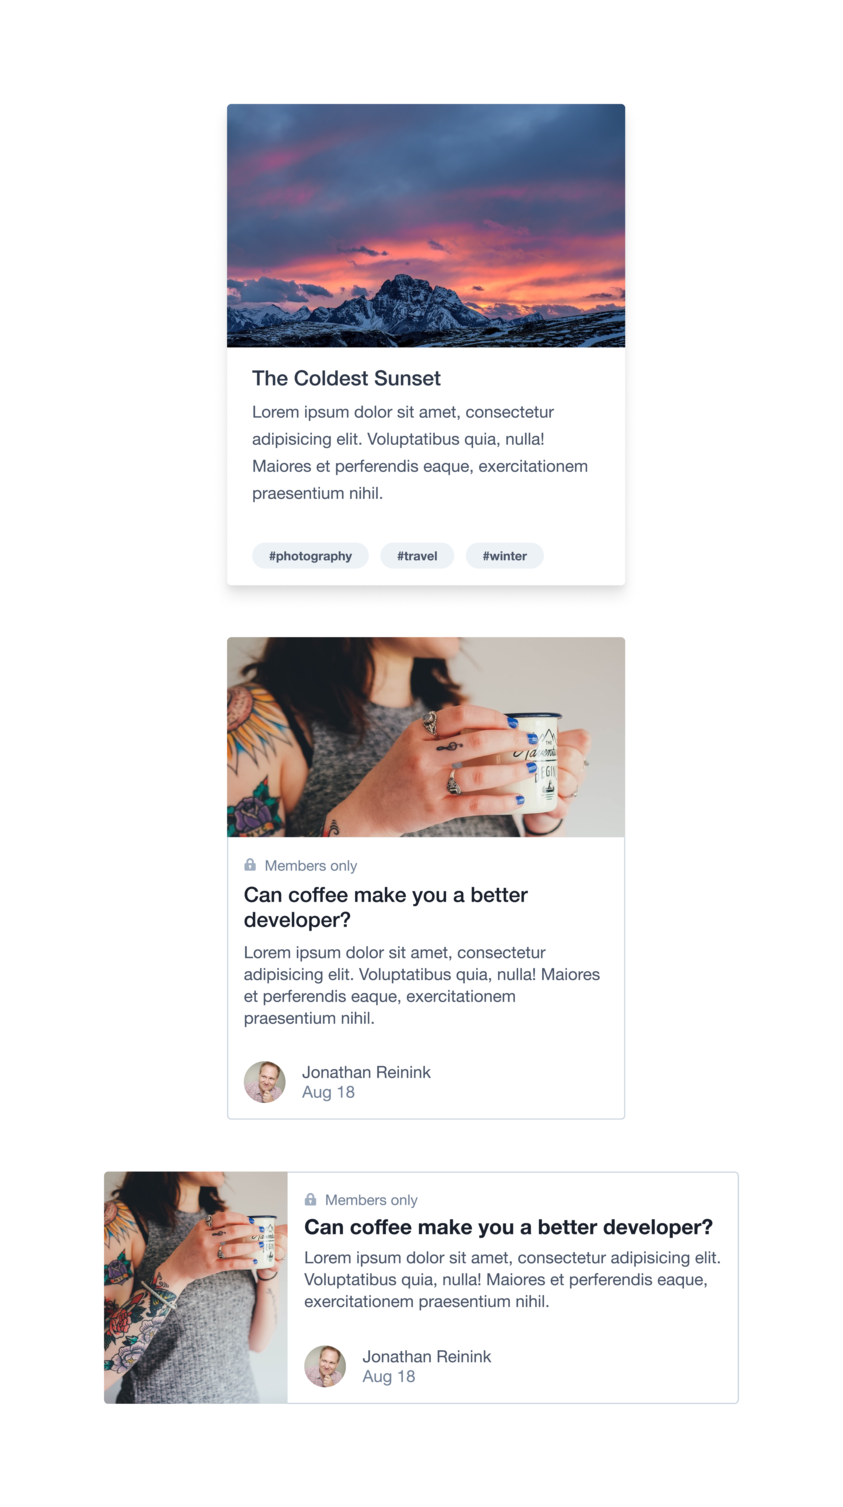 The Coldest Sunset
Lorem ipsum dolor sit amet, consectetur
adipisicing elit. Voluptatibus quia, nulla!
Maiores et perferendis eaque, exercitationem
praesentium nihil.
#photography #travel #winter
Members only
Can coffee make you a better
developer?
Lorem ipsum dolor sit amet, consectetur
adipisicing elit. Voluptatibus quia, nulla! Maiores
et perferendis eaque, exercitationem
praesentium nihil.
Jonathan Reinink
Aug 18
Members only
Can coffee make you a better developer?
Lorem ipsum dolor sit amet, consectetur adipisicing elit.
Voluptatibus quia, nulla! Maiores et perferendis eaque,
exercitationem praesentium nihil.
Jonathan Reinink
Aug 18